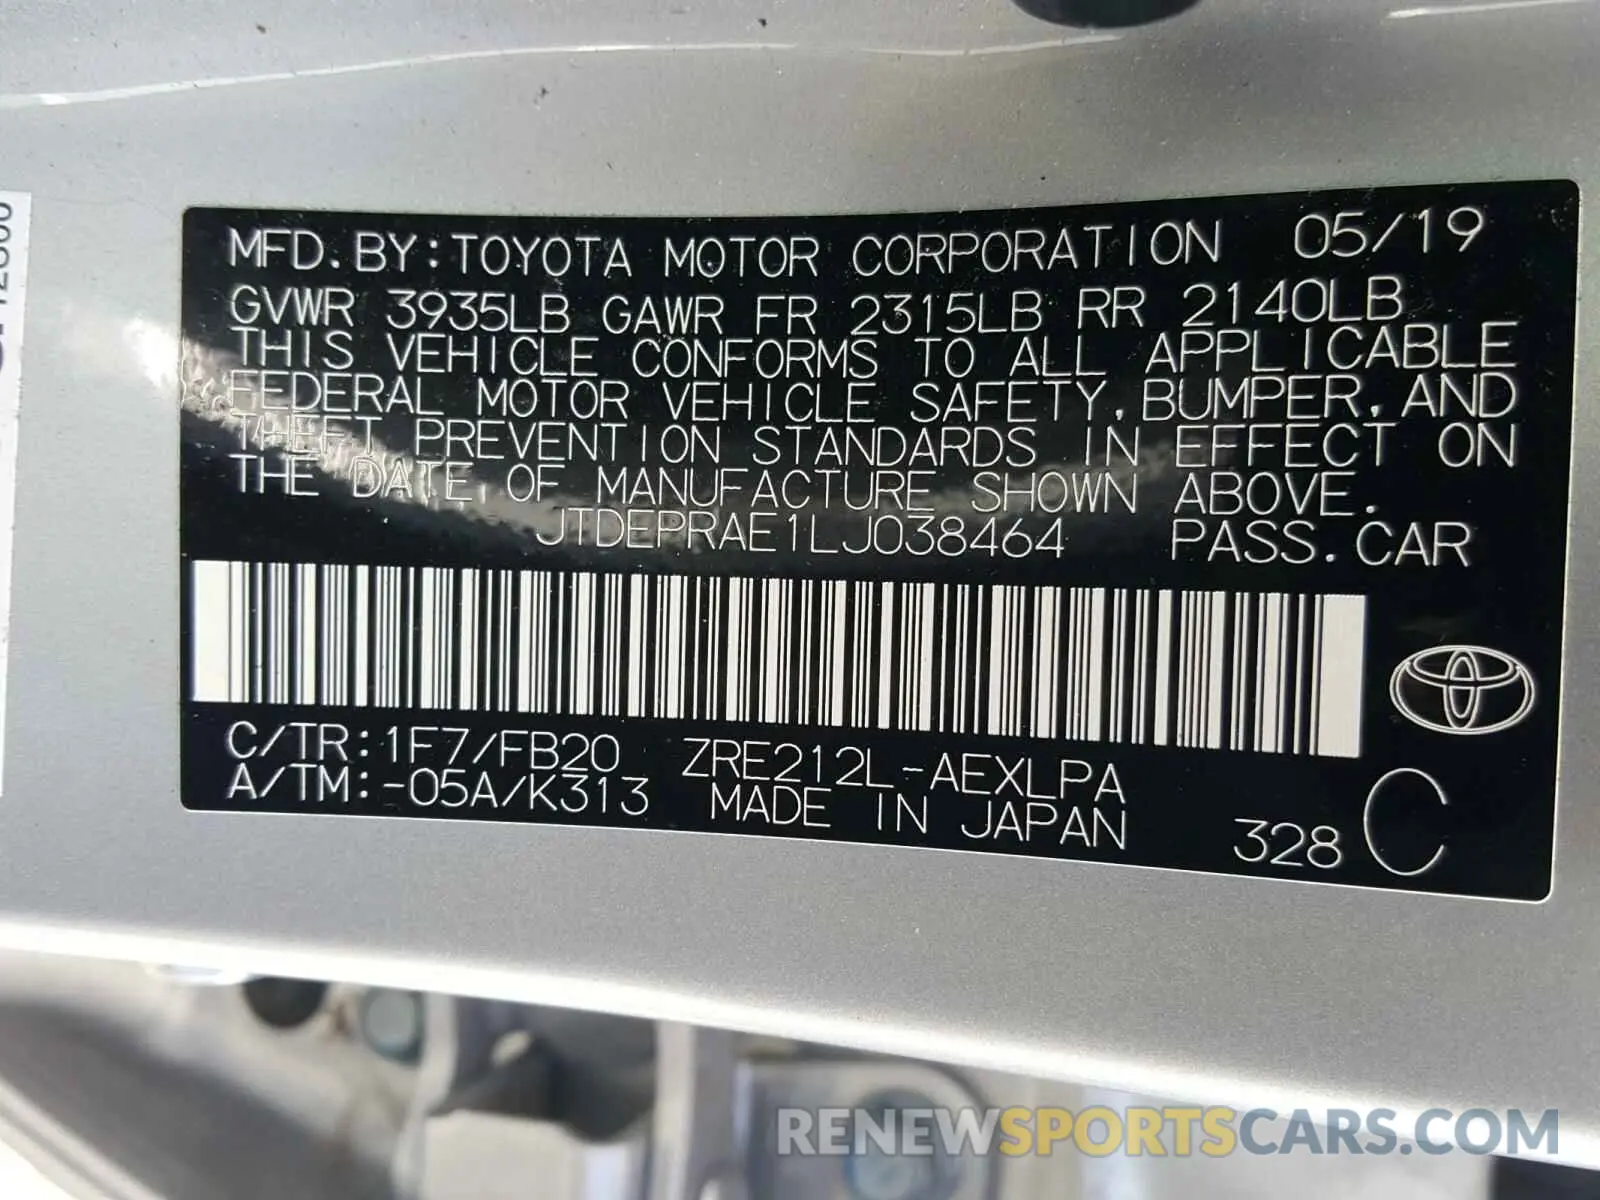 MFD. BY: TOYOTA MOTOR CORPORATION 05/19
GVWR 3935LB GAWR FR 2315LB RR 2140LB
THIS VEHICLE CONFORMS TO ALL APPLICABLE
FEDERAL MOTOR VEHICLE SAFETY, BUMPER, AND
THEFT PREVENTION STANDARDS IN EFFECT ON
THE DATE OF MANUFACTURE SHOWN ABOVE.
JTDEPRAE1LJ038464 PASS. CAR
C/TR: 1F7/FB20 ZRE212L-AEXLPA
A/TM: -05A/K313 MADE IN JAPAN
328 C
RENEWSPORTSCARS.COM